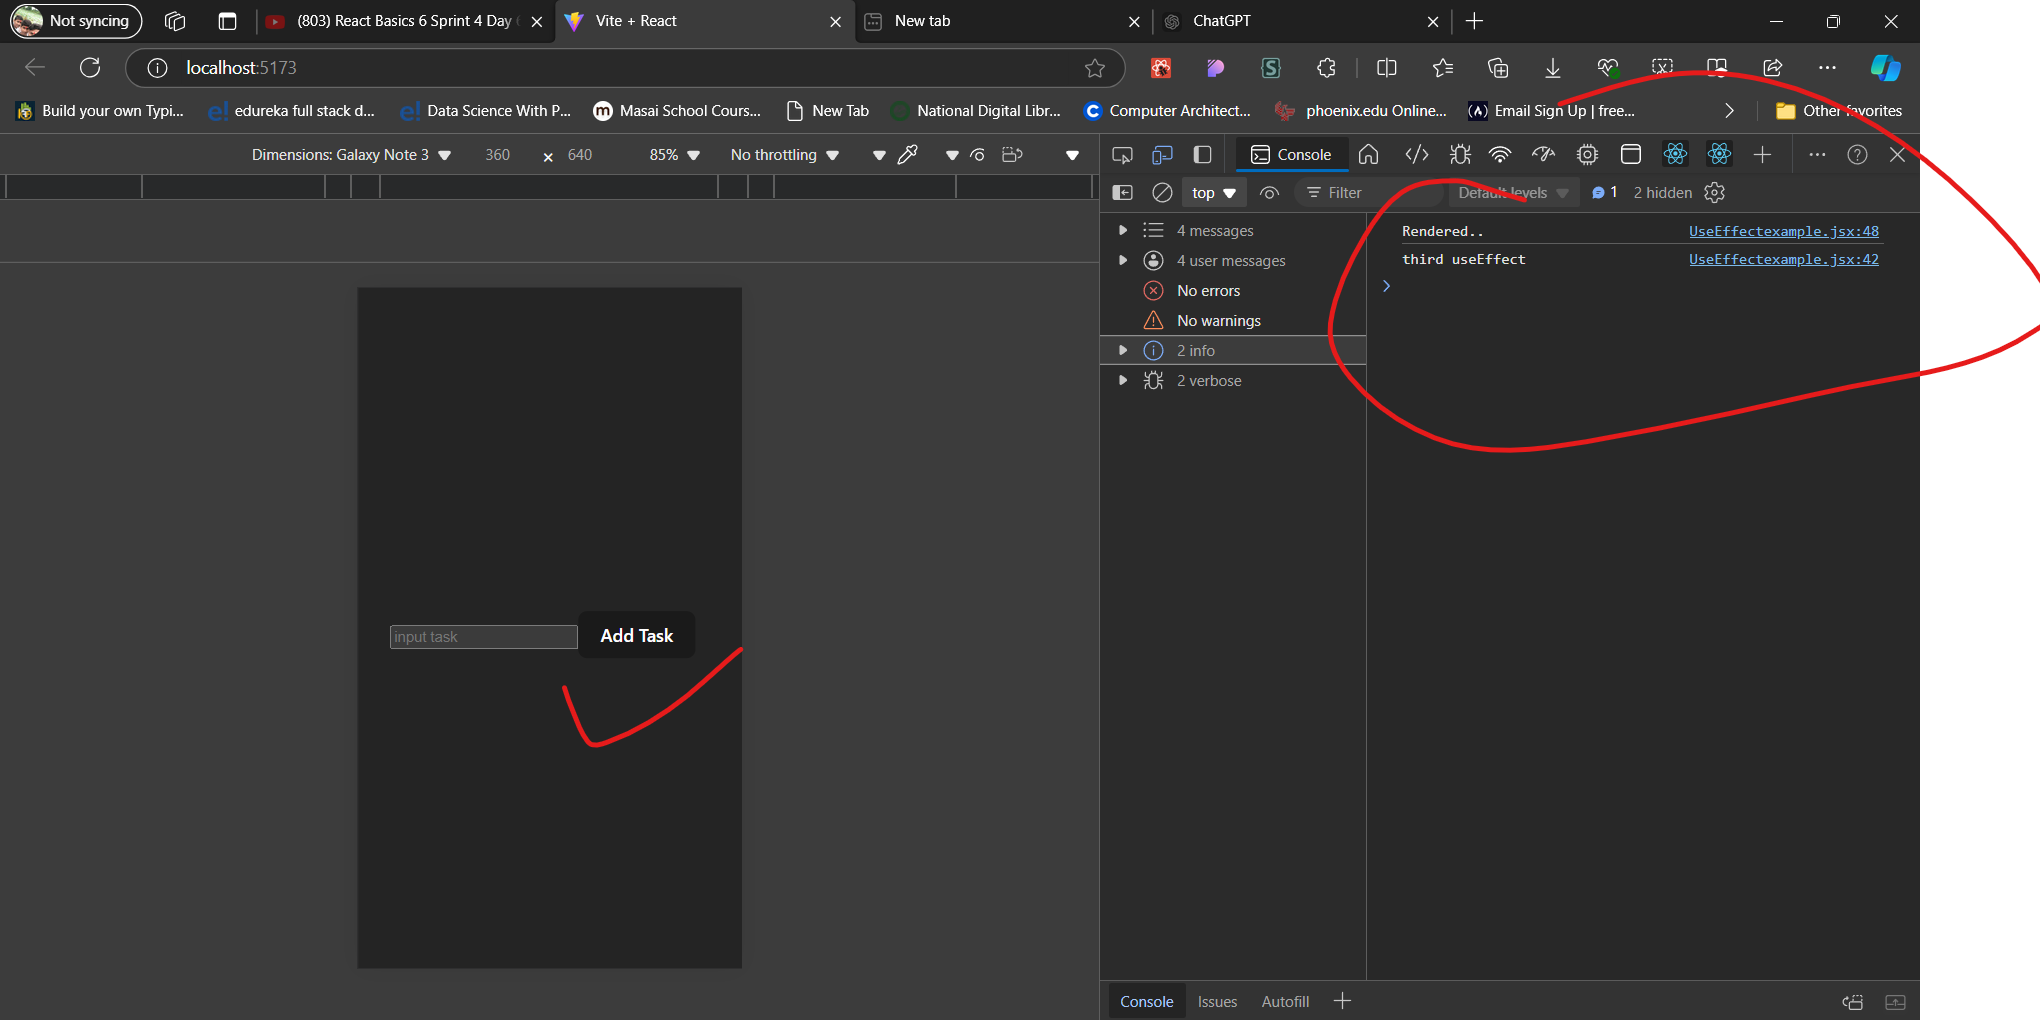 Not syncing
(803) React Basics 6 Sprint 4 Day
Vite + React
New tab
ChatGPT
localhost:5173
Build your own Typi...
edureka full stack d...
Data Science With P...
Masai School Cours...
New Tab
National Digital Libr...
Computer Architect...
phoenix.edu Online...
Email Sign Up | free...
Other favorites
Dimensions: Galaxy Note 3
360
×
640
85%
No throttling
Console
top
Filter
Default levels
1
2 hidden
4 messages
4 user messages
No errors
No warnings
2 info
2 verbose
Rendered.. UseEffectexample.jsx:48
third useEffect UseEffectexample.jsx:42
input task
Add Task
Console
Issues
Autofill